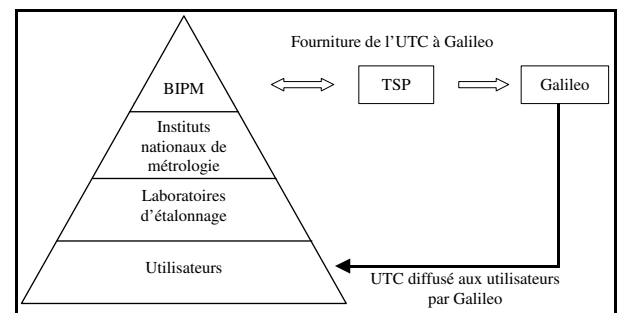 Fourniture de l'UTC à Galileo
BIPM
TSP
Galileo
Instituts
nationaux de
métrologie
Laboratoires
d'étalonnage
Utilisateurs
UTC diffusé aux utilisateurs
par Galileo